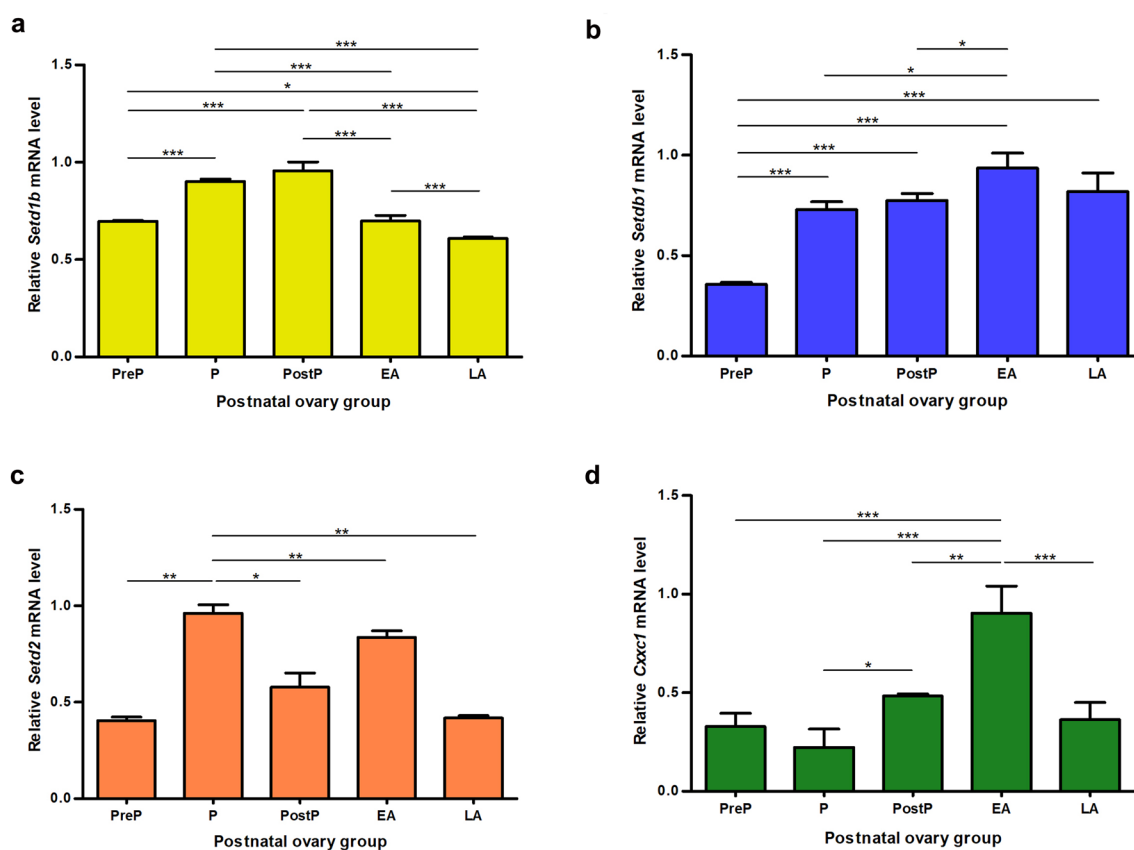 a
Relative Setd1b mRNA level
1.5
1.0
0.5
0.0
***
***
*
***
***
***
***
***
PreP P PostP EA LA
Postnatal ovary group
b
Relative Setdb1 mRNA level
1.5
1.0
0.5
0.0
*
*
***
***
***
***
PreP P PostP EA LA
Postnatal ovary group
c
Relative Setd2 mRNA level
1.5
1.0
0.5
0.0
**
**
**
*
PreP P PostP EA LA
Postnatal ovary group
d
Relative Cxxc1 mRNA level
1.5
1.0
0.5
0.0
***
***
**
***
*
PreP P PostP EA LA
Postnatal ovary group